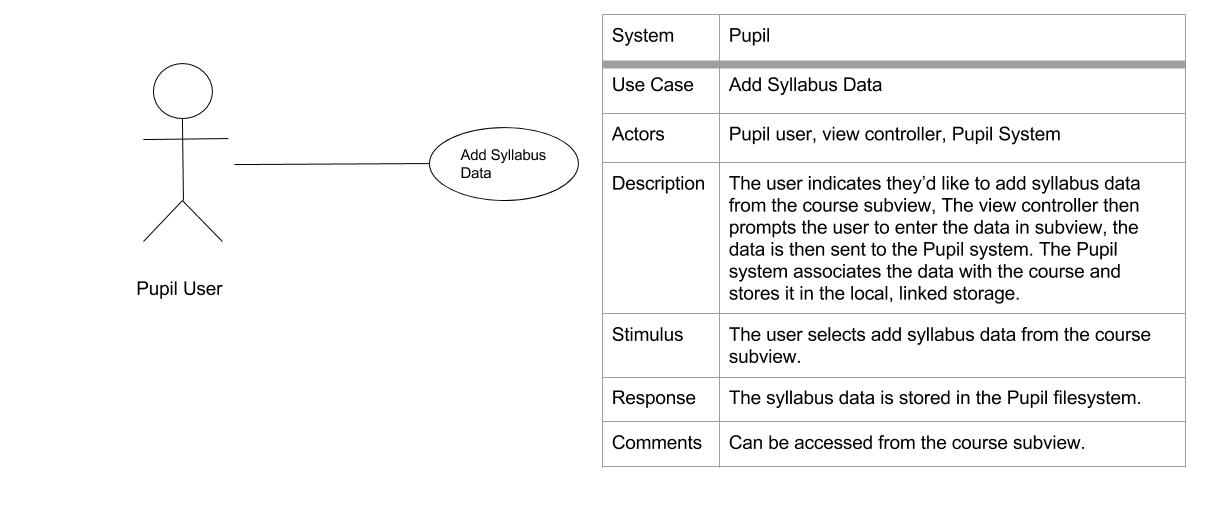 Add Syllabus
Data
Pupil User
System Pupil
Use Case Add Syllabus Data
Actors Pupil user, view controller, Pupil System
Description The user indicates they’d like to add syllabus data
from the course subview, The view controller then
prompts the user to enter the data in subview, the
data is then sent to the Pupil system. The Pupil
system associates the data with the course and
stores it in the local, linked storage.
Stimulus The user selects add syllabus data from the course
subview.
Response The syllabus data is stored in the Pupil filesystem.
Comments Can be accessed from the course subview.